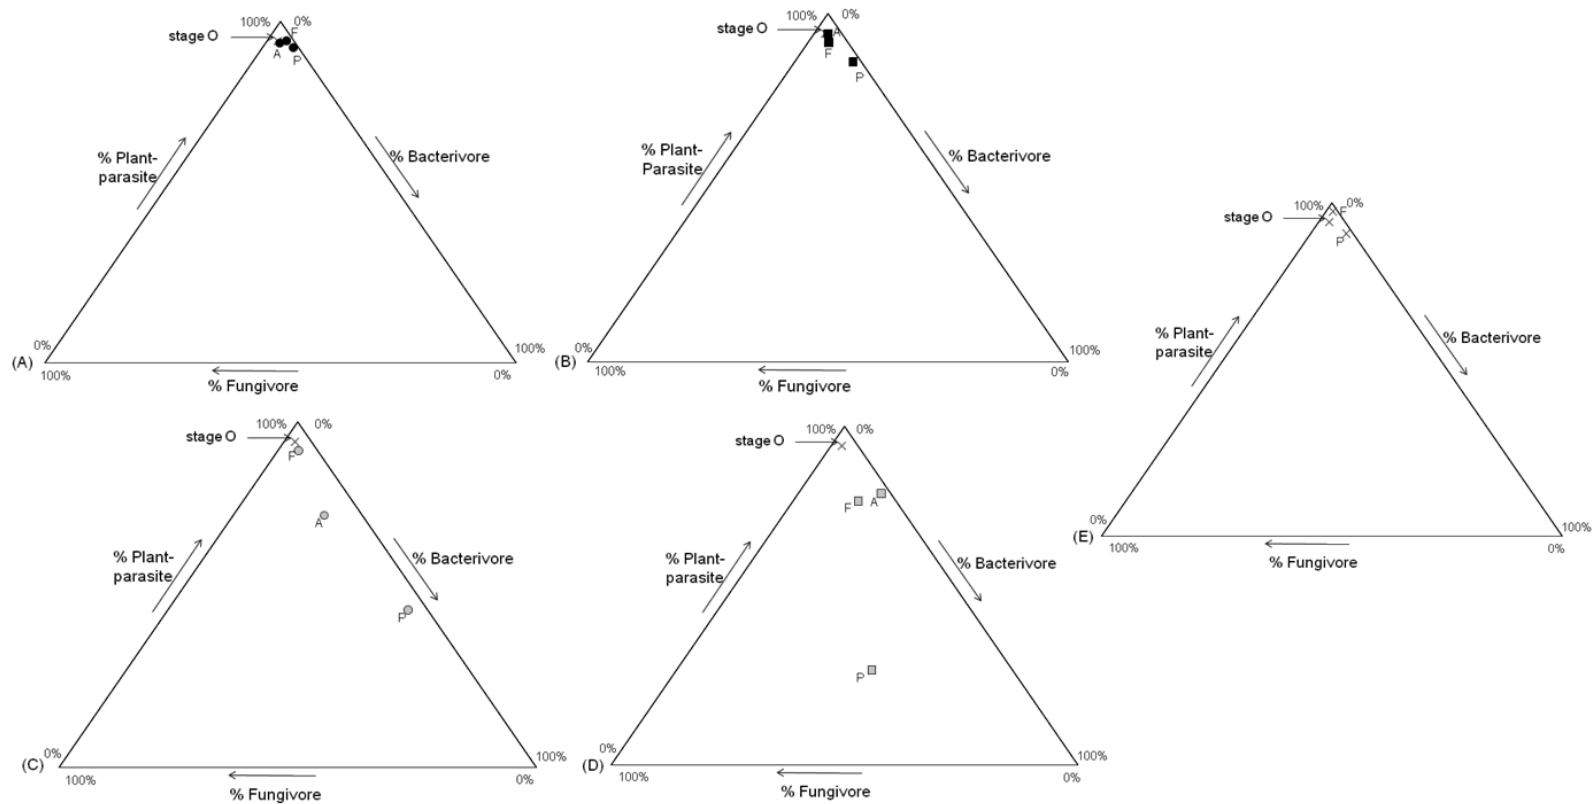 100% 0%
stage O
F
A
P
% Plant-
parasite
% Bacterivore
0%
100%
100%
0%
(A)
% Fungivore
100% 0%
stage O
A
F
P
% Plant-
Parasite
% Bacterivore
0%
100%
100%
0%
(B)
% Fungivore
100% 0%
stage O
F
A
P
% Plant-
parasite
% Bacterivore
0%
100%
100%
0%
(C)
% Fungivore
100% 0%
stage O
F
A
P
% Plant-
parasite
% Bacterivore
0%
100%
100%
0%
(D)
% Fungivore
100% 0%
stage O
F
P
% Plant-
parasite
% Bacterivore
0%
100%
100%
0%
(E)
% Fungivore